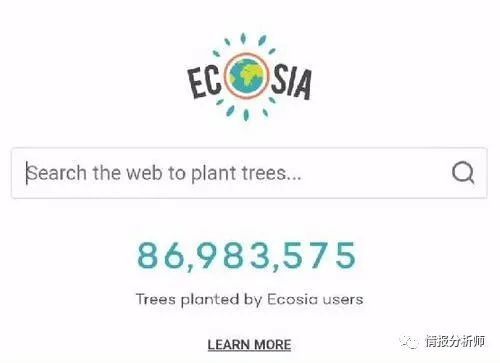 ECOSIA
Search the web to plant trees...
86,983,575
Trees planted by Ecosia users
LEARN MORE
情报分析师